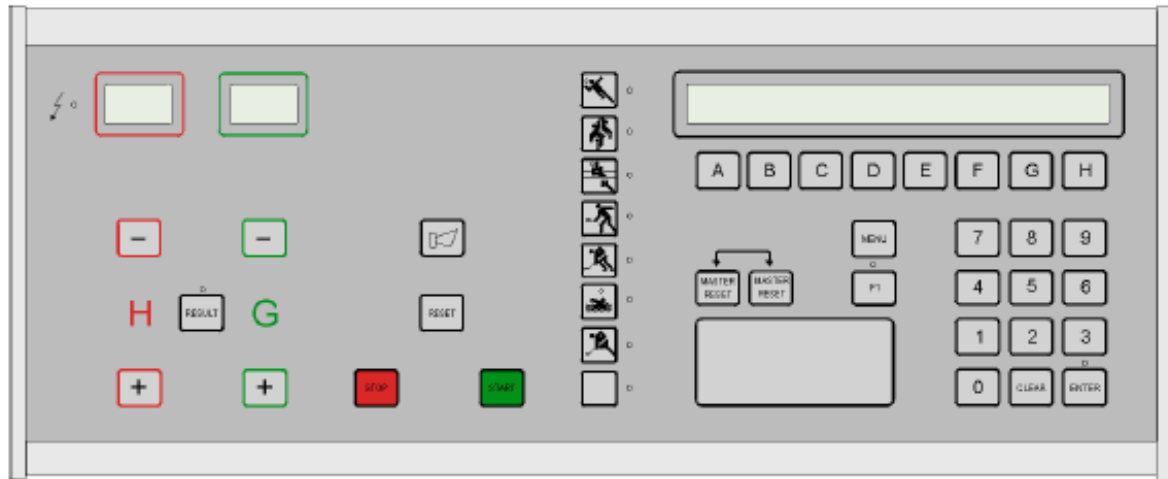 A B C D E F G H
− −
MENU
7 8 9
MASTER RESET
MASTER RESET
F1
4 5 6
H
RESULT
G
RESET
1 2 3
+ +
STOP
START
0 CLEAR ENTER